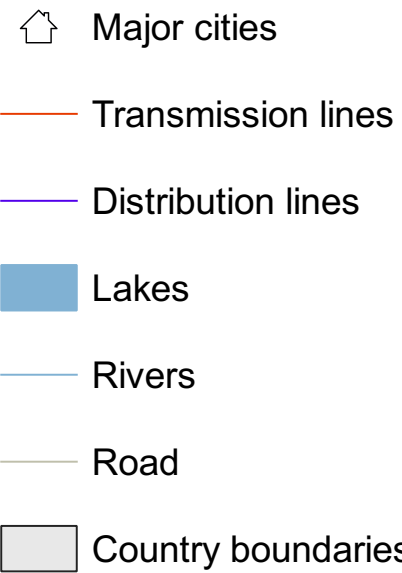 Major cities
Transmission lines
Distribution lines
Lakes
Rivers
Road
Country boundaries